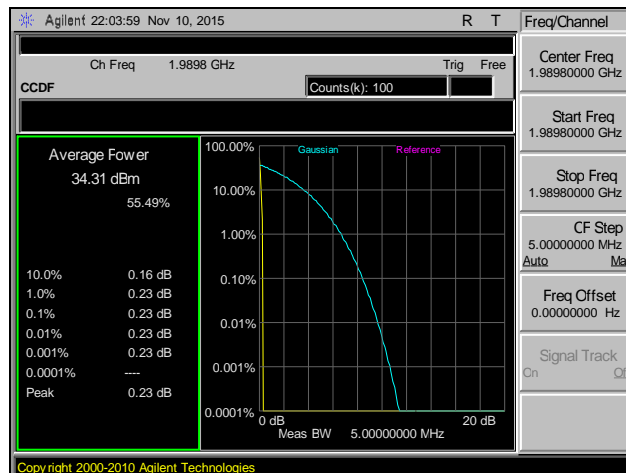 Agilent 22:03:59 Nov 10, 2015 R T
Freq/Channel
Ch Freq 1.9898 GHz Trig Free
CCDF Counts(k): 100
Center Freq
1.98980000 GHz
Start Freq
1.98980000 GHz
Stop Freq
1.98980000 GHz
CF Step
5.00000000 MHz
Auto Ma
Freq Offset
0.00000000 Hz
Signal Track
On Of
Average Power
34.31 dBm
55.49%
10.0% 0.16 dB
1.0% 0.23 dB
0.1% 0.23 dB
0.01% 0.23 dB
0.001% 0.23 dB
0.0001% ----
Peak 0.23 dB
Gaussian Reference
100.00%
10.00%
1.00%
0.10%
0.01%
0.001%
0.0001%
0 dB 20 dB
Meas BW 5.00000000 MHz
Copyright 2000-2010 Agilent Technologies